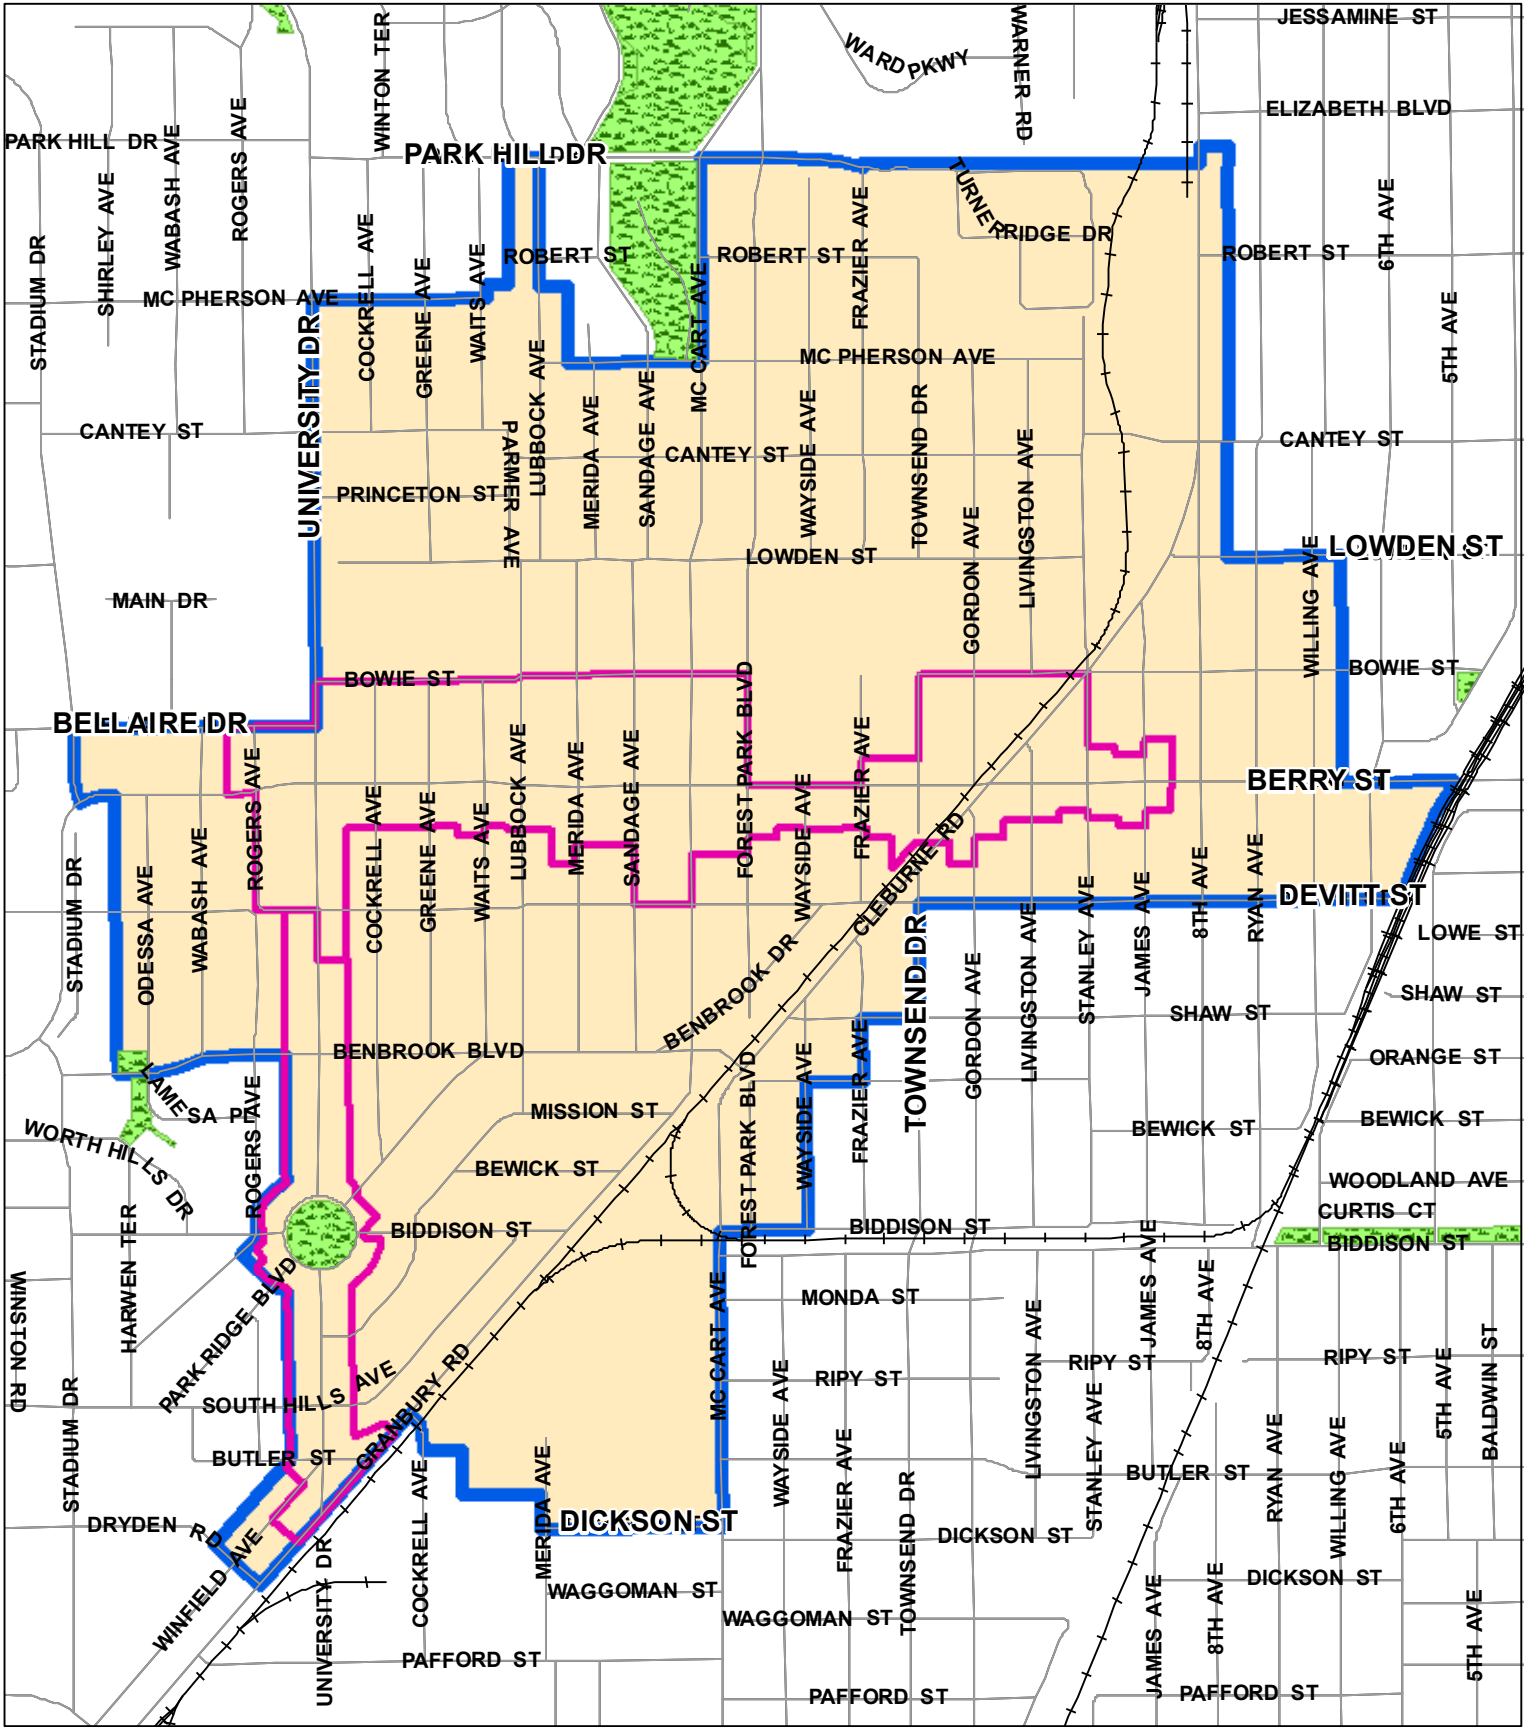 JESSAMINE ST
WINTON TER
WARNER RD
WARD PKWY
ELIZABETH BLVD
PARK HILL DR
WABASH AVE
ROGERS AVE
SHIRLEY AVE
PARK HILL DR
TURNER
RIDGE DR
FRAZIER AVE
6TH AVE
STADIUM DR
COCKRELL AVE
GREENE AVE
WAITS AVE
ROBERT ST
ROBERT ST
ROBERT ST
MC PHERSON AVE
MC CART AVE
5TH AVE
UNIVERSITY DR
LUBBOCK AVE
MC PHERSON AVE
MERIDA AVE
SANDAGE AVE
WAYSIDE AVE
TOWNSEND DR
LIVINGSTON AVE
GORDON AVE
CANTEY ST
CANTEY ST
CANTEY ST
PARMER AVE
PRINCETON ST
LOWDEN ST
LOWDEN ST
WILLING AVE
MAIN DR
BOWIE ST
BOWIE ST
FOREST PARK BLVD
BELLAIRE DR
ROGERS AVE
LUBBOCK AVE
MERIDA AVE
SANDAGE AVE
FRAZIER AVE
BERRY ST
COCKRELL AVE
GREENE AVE
WAITS AVE
WAYSIDE AVE
CLEBURNE RD
STADIUM DR
ODESSA AVE
WABASH AVE
8TH AVE
RYAN AVE
DEVITT ST
STANLEY AVE
JAMES AVE
LIVINGSTON AVE
LOWE ST
TOWNSEND DR
GORDON AVE
BENBROOK DR
SHAW ST
SHAW ST
BENBROOK BLVD
FRAZIER AVE
ORANGE ST
LAMESA PL
ROGERS AVE
FOREST PARK BLVD
WAYSIDE AVE
MISSION ST
BEWICK ST
BEWICK ST
WORTH HILLS DR
BEWICK ST
WOODLAND AVE
CURTIS CT
BIDDISON ST
BIDDISON ST
BIDDISON ST
HARWEN TER
JAMES AVE
8TH AVE
WINSTON RD
PARK RIDGE BLVD
MC CART AVE
MONDA ST
LIVINGSTON AVE
BALDWIN ST
RIPY ST
RIPY ST
RIPY ST
5TH AVE
STADIUM DR
SOUTH HILLS AVE
GRANBURY RD
WAYSIDE AVE
STANLEY AVE
BUTLER ST
BUTLER ST
FRAZIER AVE
TOWNSEND DR
RYAN AVE
WILLING AVE
6TH AVE
COCKRELL AVE
MERIDA AVE
DICKSON ST
DRYDEN RD
DICKSON ST
WINFIELD AVE
UNIVERSITY DR
WAGGOMAN ST
DICKSON ST
JAMES AVE
8TH AVE
5TH AVE
WAGGOMAN ST
PAFFORD ST
PAFFORD ST
PAFFORD ST